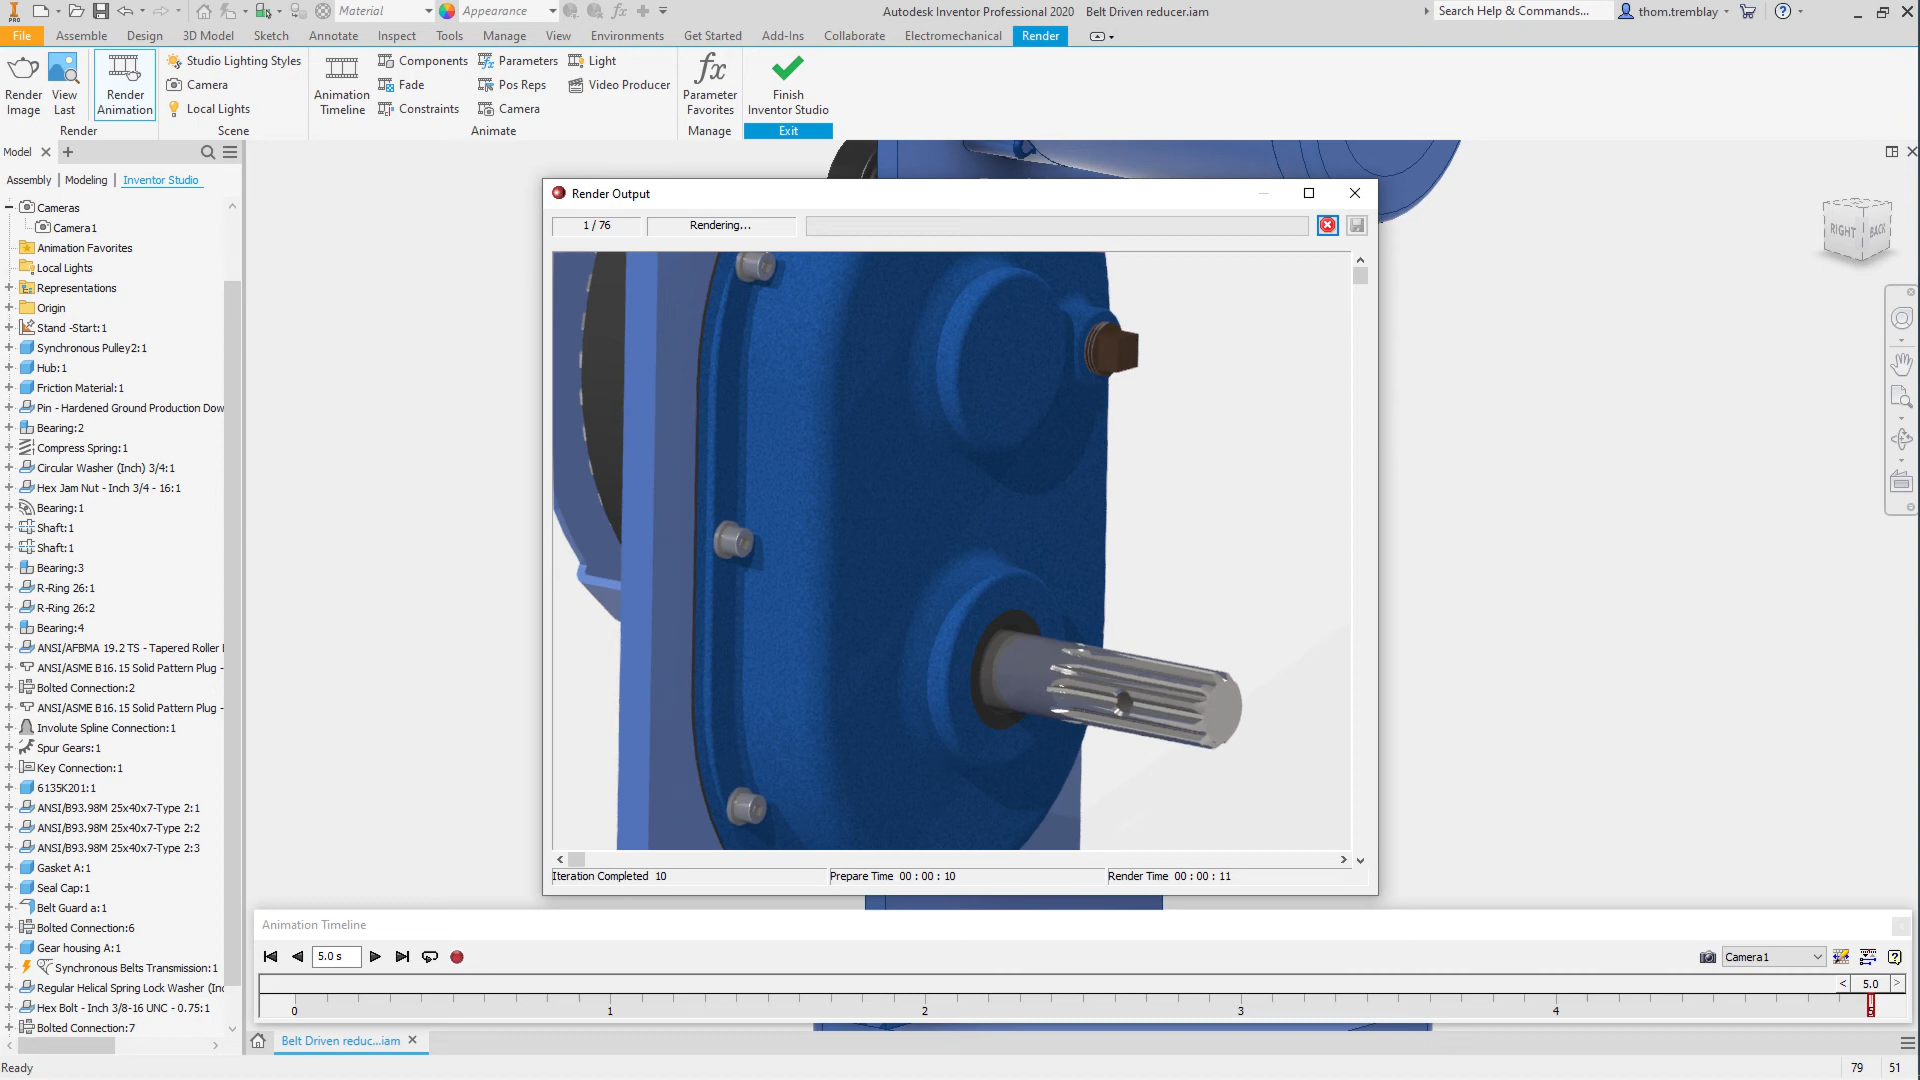 PRO
Material
Appearance
Autodesk Inventor Professional 2020 Belt Driven reducer.iam
Search Help & Commands...
thom.tremblay
File Assemble Design 3D Model Sketch Annotate Inspect Tools Manage View Environments Get Started Add-Ins Collaborate Electromechanical Render
Render Image
View Last
Render Animation
Studio Lighting Styles
Camera
Local Lights
Animation Timeline
Components
Fade
Constraints
Parameters
Pos Reps
Camera
Light
Video Producer
fx
Parameter Favorites
Finish Inventor Studio
Render Scene Animate Manage Exit
Model
Assembly Modeling Inventor Studio
Cameras
Camera1
Animation Favorites
Local Lights
Representations
Origin
Stand -Start:1
Synchronous Pulley2:1
Hub:1
Friction Material:1
Pin - Hardened Ground Production Dow
Bearing:2
Compress Spring:1
Circular Washer (Inch) 3/4:1
Hex Jam Nut - Inch 3/4 - 16:1
Bearing:1
Shaft:1
Shaft:1
Bearing:3
R-Ring 26:1
R-Ring 26:2
Bearing:4
ANSI/AFBMA 19.2 TS - Tapered Roller
ANSI/ASME B16.15 Solid Pattern Plug -
Bolted Connection:2
ANSI/ASME B16.15 Solid Pattern Plug -
Involute Spline Connection:1
Spur Gears:1
Key Connection:1
6135K201:1
ANSI/B93.98M 25x40x7-Type 2:1
ANSI/B93.98M 25x40x7-Type 2:2
ANSI/B93.98M 25x40x7-Type 2:3
Gasket A:1
Seal Cap:1
Belt Guard a:1
Bolted Connection:6
Gear housing A:1
Synchronous Belts Transmission:1
Regular Helical Spring Lock Washer (Inc
Hex Bolt - Inch 3/8-16 UNC - 0.75:1
Bolted Connection:7
Render Output
1 / 76 Rendering...
Iteration Completed 10 Prepare Time 00 : 00 : 10 Render Time 00 : 00 : 11
RIGHT BACK
Animation Timeline
5.0 s
Camera1
< 5.0 >
0 1 2 3 4
Belt Driven reduc...iam
Ready
79 51